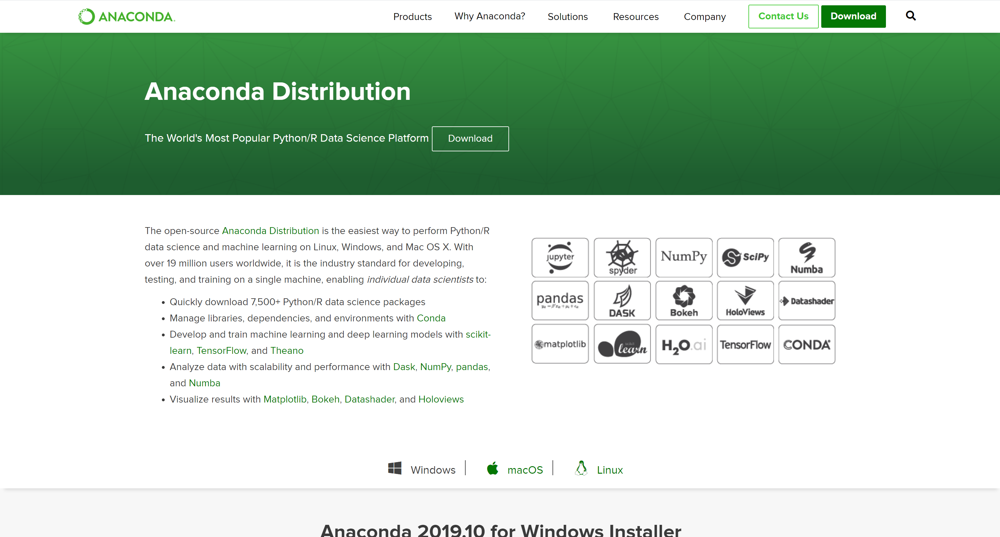 ANACONDA.
Products Why Anaconda? Solutions Resources Company Contact Us Download
Anaconda Distribution
The World's Most Popular Python/R Data Science Platform Download
The open-source Anaconda Distribution is the easiest way to perform Python/R
data science and machine learning on Linux, Windows, and Mac OS X. With
over 19 million users worldwide, it is the industry standard for developing,
testing, and training on a single machine, enabling individual data scientists to:
• Quickly download 7,500+ Python/R data science packages
• Manage libraries, dependencies, and environments with Conda
• Develop and train machine learning and deep learning models with scikit-
learn, TensorFlow, and Theano
• Analyze data with scalability and performance with Dask, NumPy, pandas,
and Numba
• Visualize results with Matplotlib, Bokeh, Datashader, and Holoviews
jupyter spyder NumPy SciPy Numba
pandas DASK Bokeh HoloViews Datashader
matplotlib scikit learn H2O.ai TensorFlow CONDA
Windows macOS Linux
Anaconda 2019.10 for Windows Installer